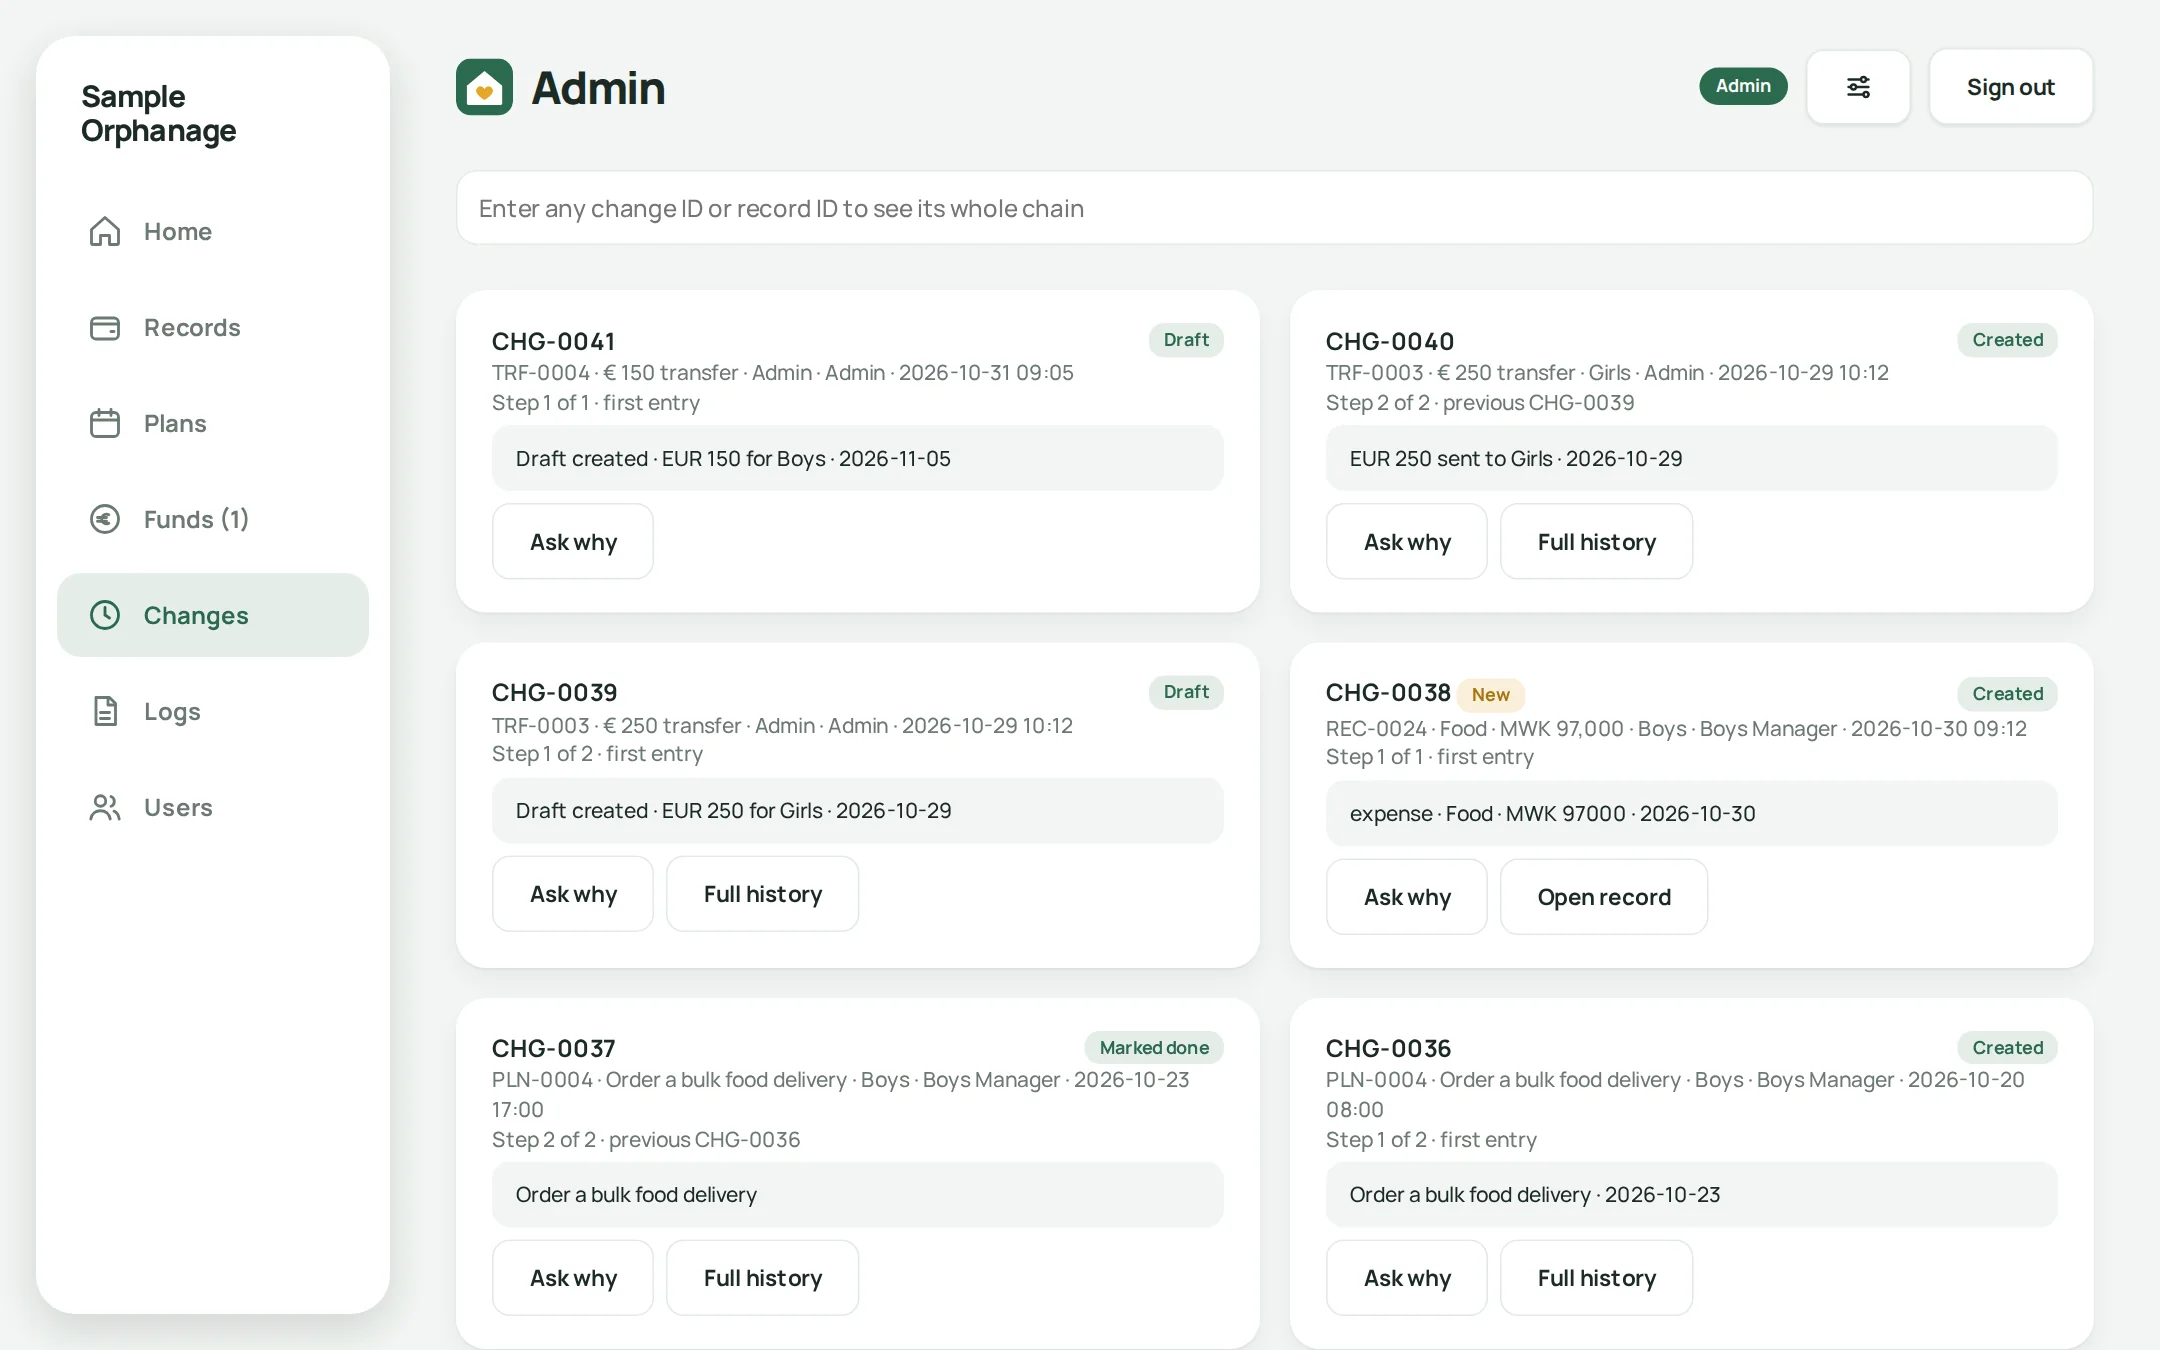 Sample
Orphanage
Home
Records
Plans
Funds (1)
Changes
Logs
Users
Admin
Admin
Sign out
Enter any change ID or record ID to see its whole chain
CHG-0041
Draft
TRF-0004 · € 150 transfer · Admin · Admin · 2026-10-31 09:05
Step 1 of 1 · first entry
Draft created · EUR 150 for Boys · 2026-11-05
Ask why
CHG-0040
Created
TRF-0003 · € 250 transfer · Girls · Admin · 2026-10-29 10:12
Step 2 of 2 · previous CHG-0039
EUR 250 sent to Girls · 2026-10-29
Ask why
Full history
CHG-0039
Draft
TRF-0003 · € 250 transfer · Admin · Admin · 2026-10-29 10:12
Step 1 of 2 · first entry
Draft created · EUR 250 for Girls · 2026-10-29
Ask why
Full history
CHG-0038
New
Created
REC-0024 · Food · MWK 97,000 · Boys · Boys Manager · 2026-10-30 09:12
Step 1 of 1 · first entry
expense · Food · MWK 97000 · 2026-10-30
Ask why
Open record
CHG-0037
Marked done
PLN-0004 · Order a bulk food delivery · Boys · Boys Manager · 2026-10-23
17:00
Step 2 of 2 · previous CHG-0036
Order a bulk food delivery
Ask why
Full history
CHG-0036
Created
PLN-0004 · Order a bulk food delivery · Boys · Boys Manager · 2026-10-20
08:00
Step 1 of 2 · first entry
Order a bulk food delivery · 2026-10-23
Ask why
Full history